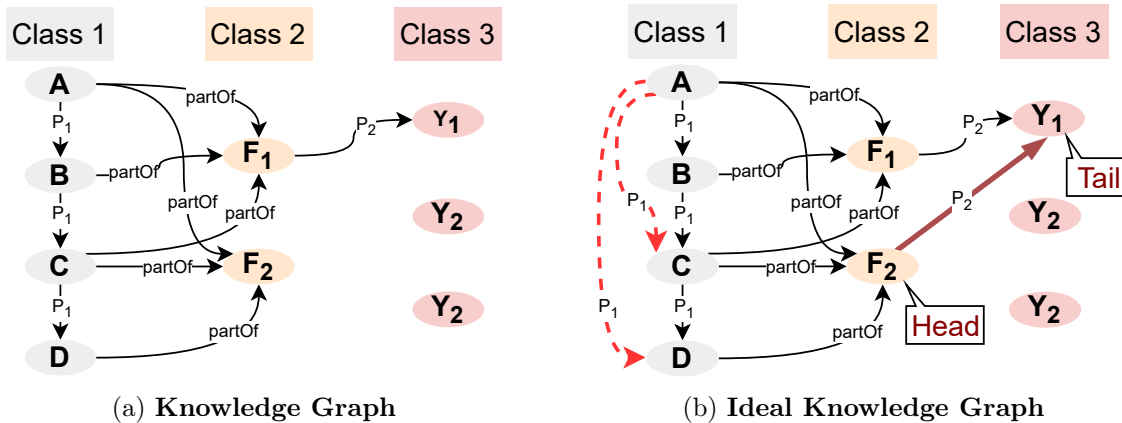 Class 1
Class 2
Class 3
A
partOf
P1
P2
Y1
F1
B
partOf
partOf
partOf
P1
Y2
C
partOf
F2
P1
Y2
partOf
D
(a) Knowledge Graph
Class 1
Class 2
Class 3
A
partOf
P1
P2
Y1
F1
Tail
B
partOf
partOf
partOf
P1
P1
P2
Y2
C
partOf
F2
P1
P1
Y2
Head
partOf
D
(b) Ideal Knowledge Graph